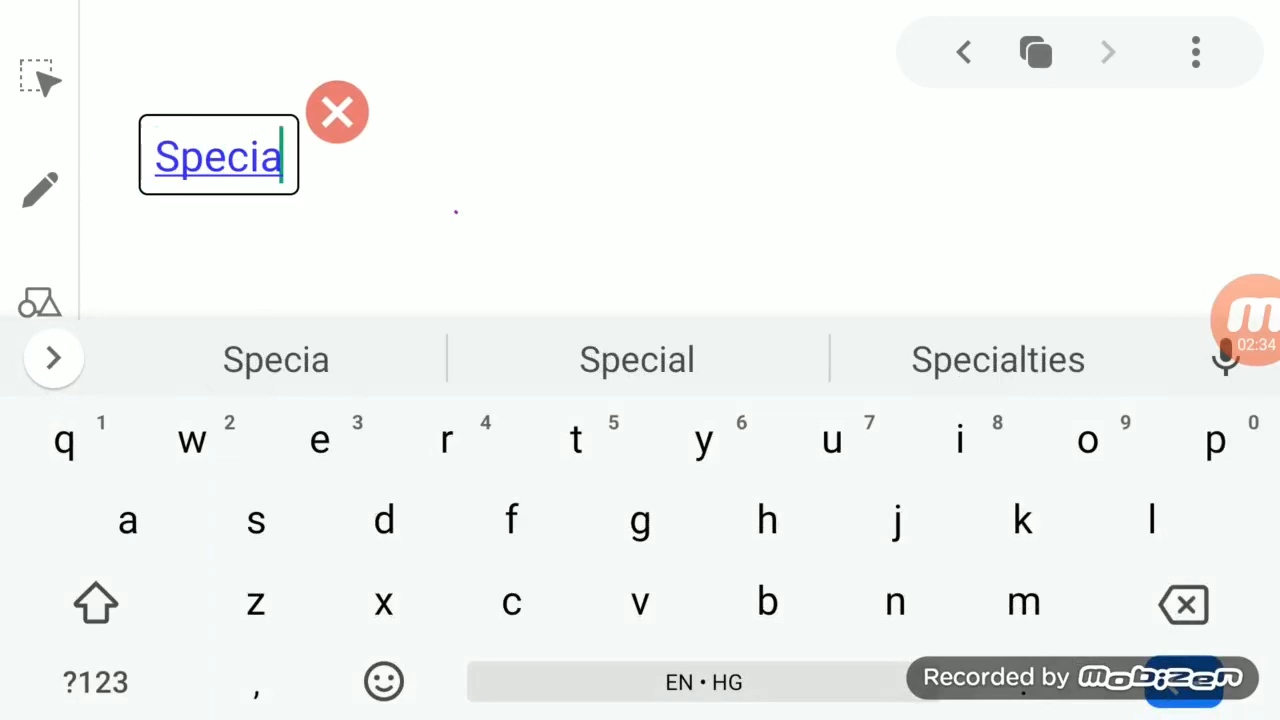 Specia
02:34
Specia Special Specialties
q 1 w 2 e 3 r 4 t 5 y 6 u 7 i 8 o 9 p 0
a s d f g h j k l
z x c v b n m
?123 , EN • HG .
Recorded by mobizen